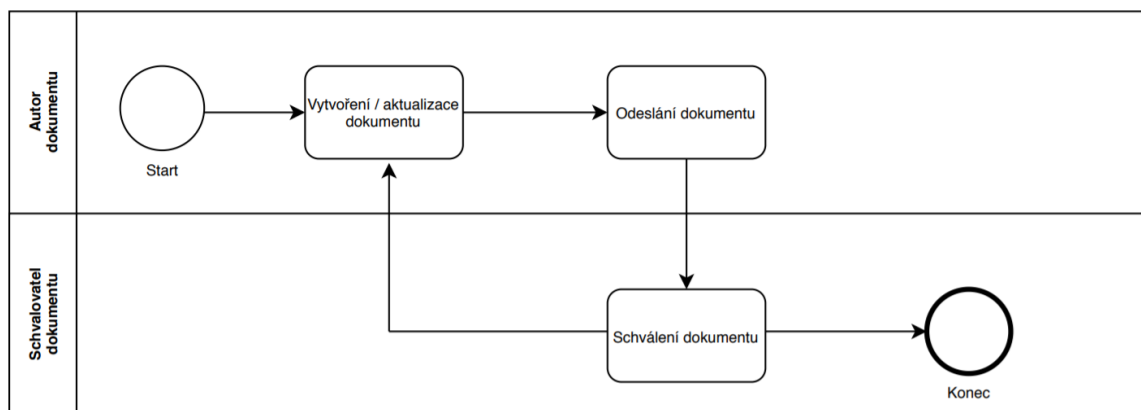 Autor
dokumentu
Start
Vytvoření / aktualizace
dokumentu
Odeslání dokumentu
Schvalovatel
dokumentu
Schválení dokumentu
Konec